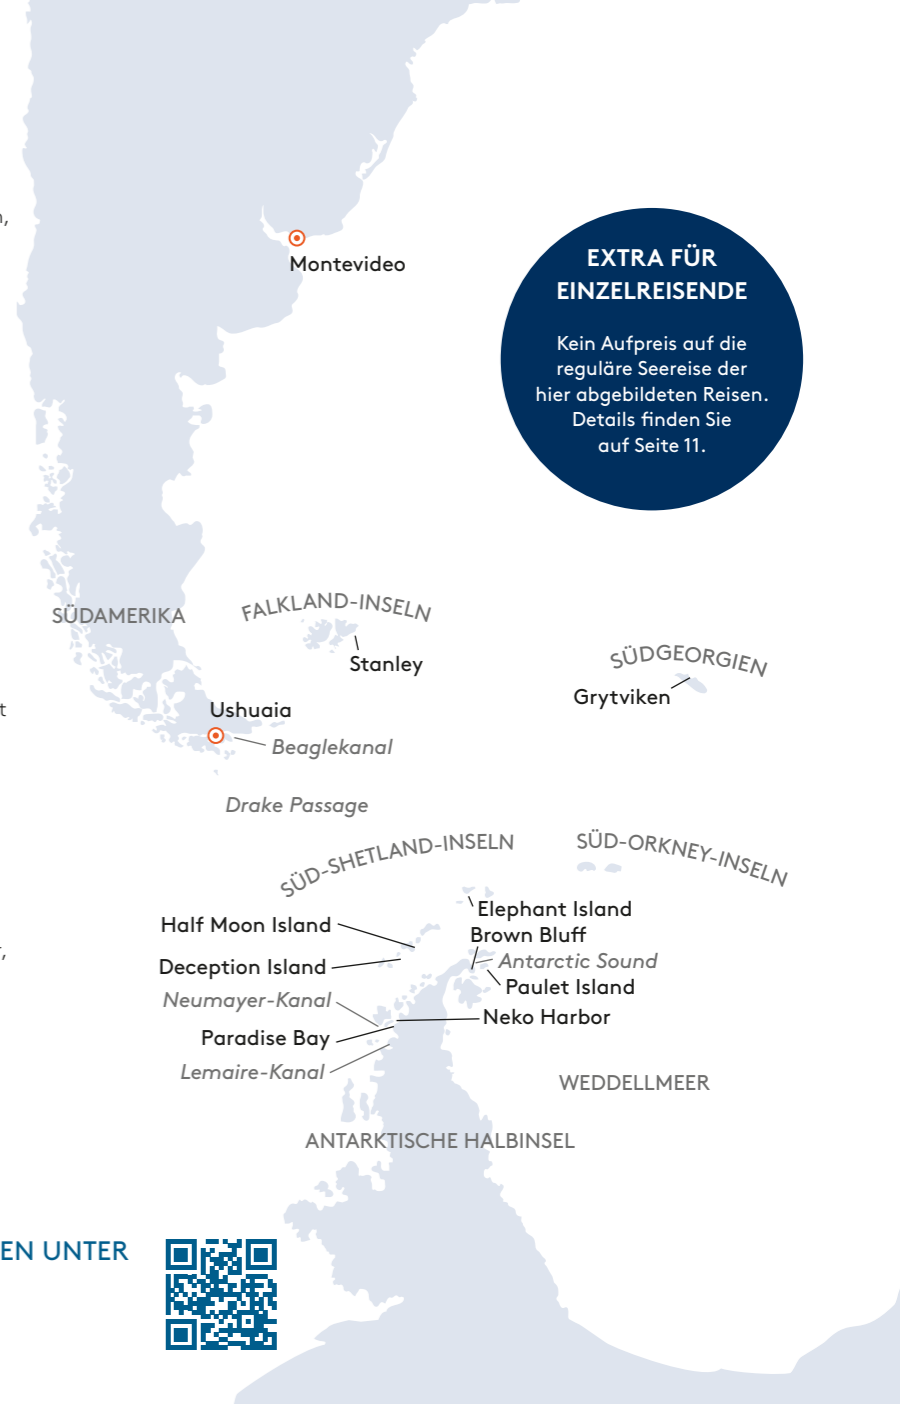 n,
Montevideo
EXTRA FÜR
EINZELREISENDE
Kein Aufpreis auf die
reguläre Seereise der
hier abgebildeten Reisen.
Details finden Sie
auf Seite 11.
SÜDAMERIKA
FALKLAND-INSELN
Stanley
SÜDGEORGIEN
Grytviken
t
Ushuaia
Beaglekanal
Drake Passage
SÜD-SHETLAND-INSELN
SÜD-ORKNEY-INSELN
Elephant Island
Half Moon Island
Brown Bluff
Antarctic Sound
Deception Island
Paulet Island
Neumayer-Kanal
Neko Harbor
Paradise Bay
Lemaire-Kanal
WEDDELLMEER
ANTARKTISCHE HALBINSEL
EN UNTER